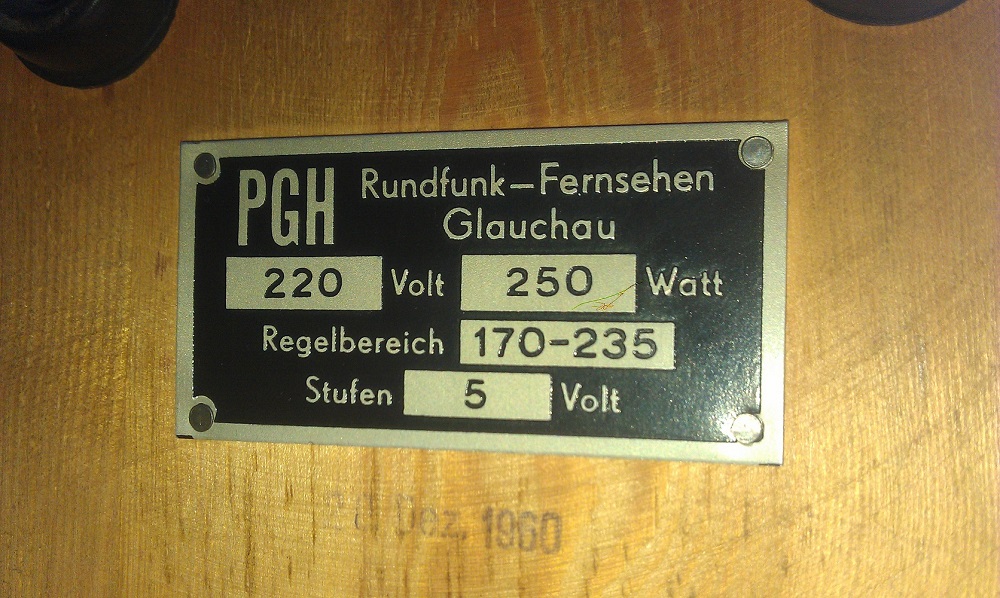 PGH Rundfunk-Fernsehen
Glauchau
220 Volt 250 Watt
Regelbereich 170-235
Stufen 5 Volt
Dez. 1960